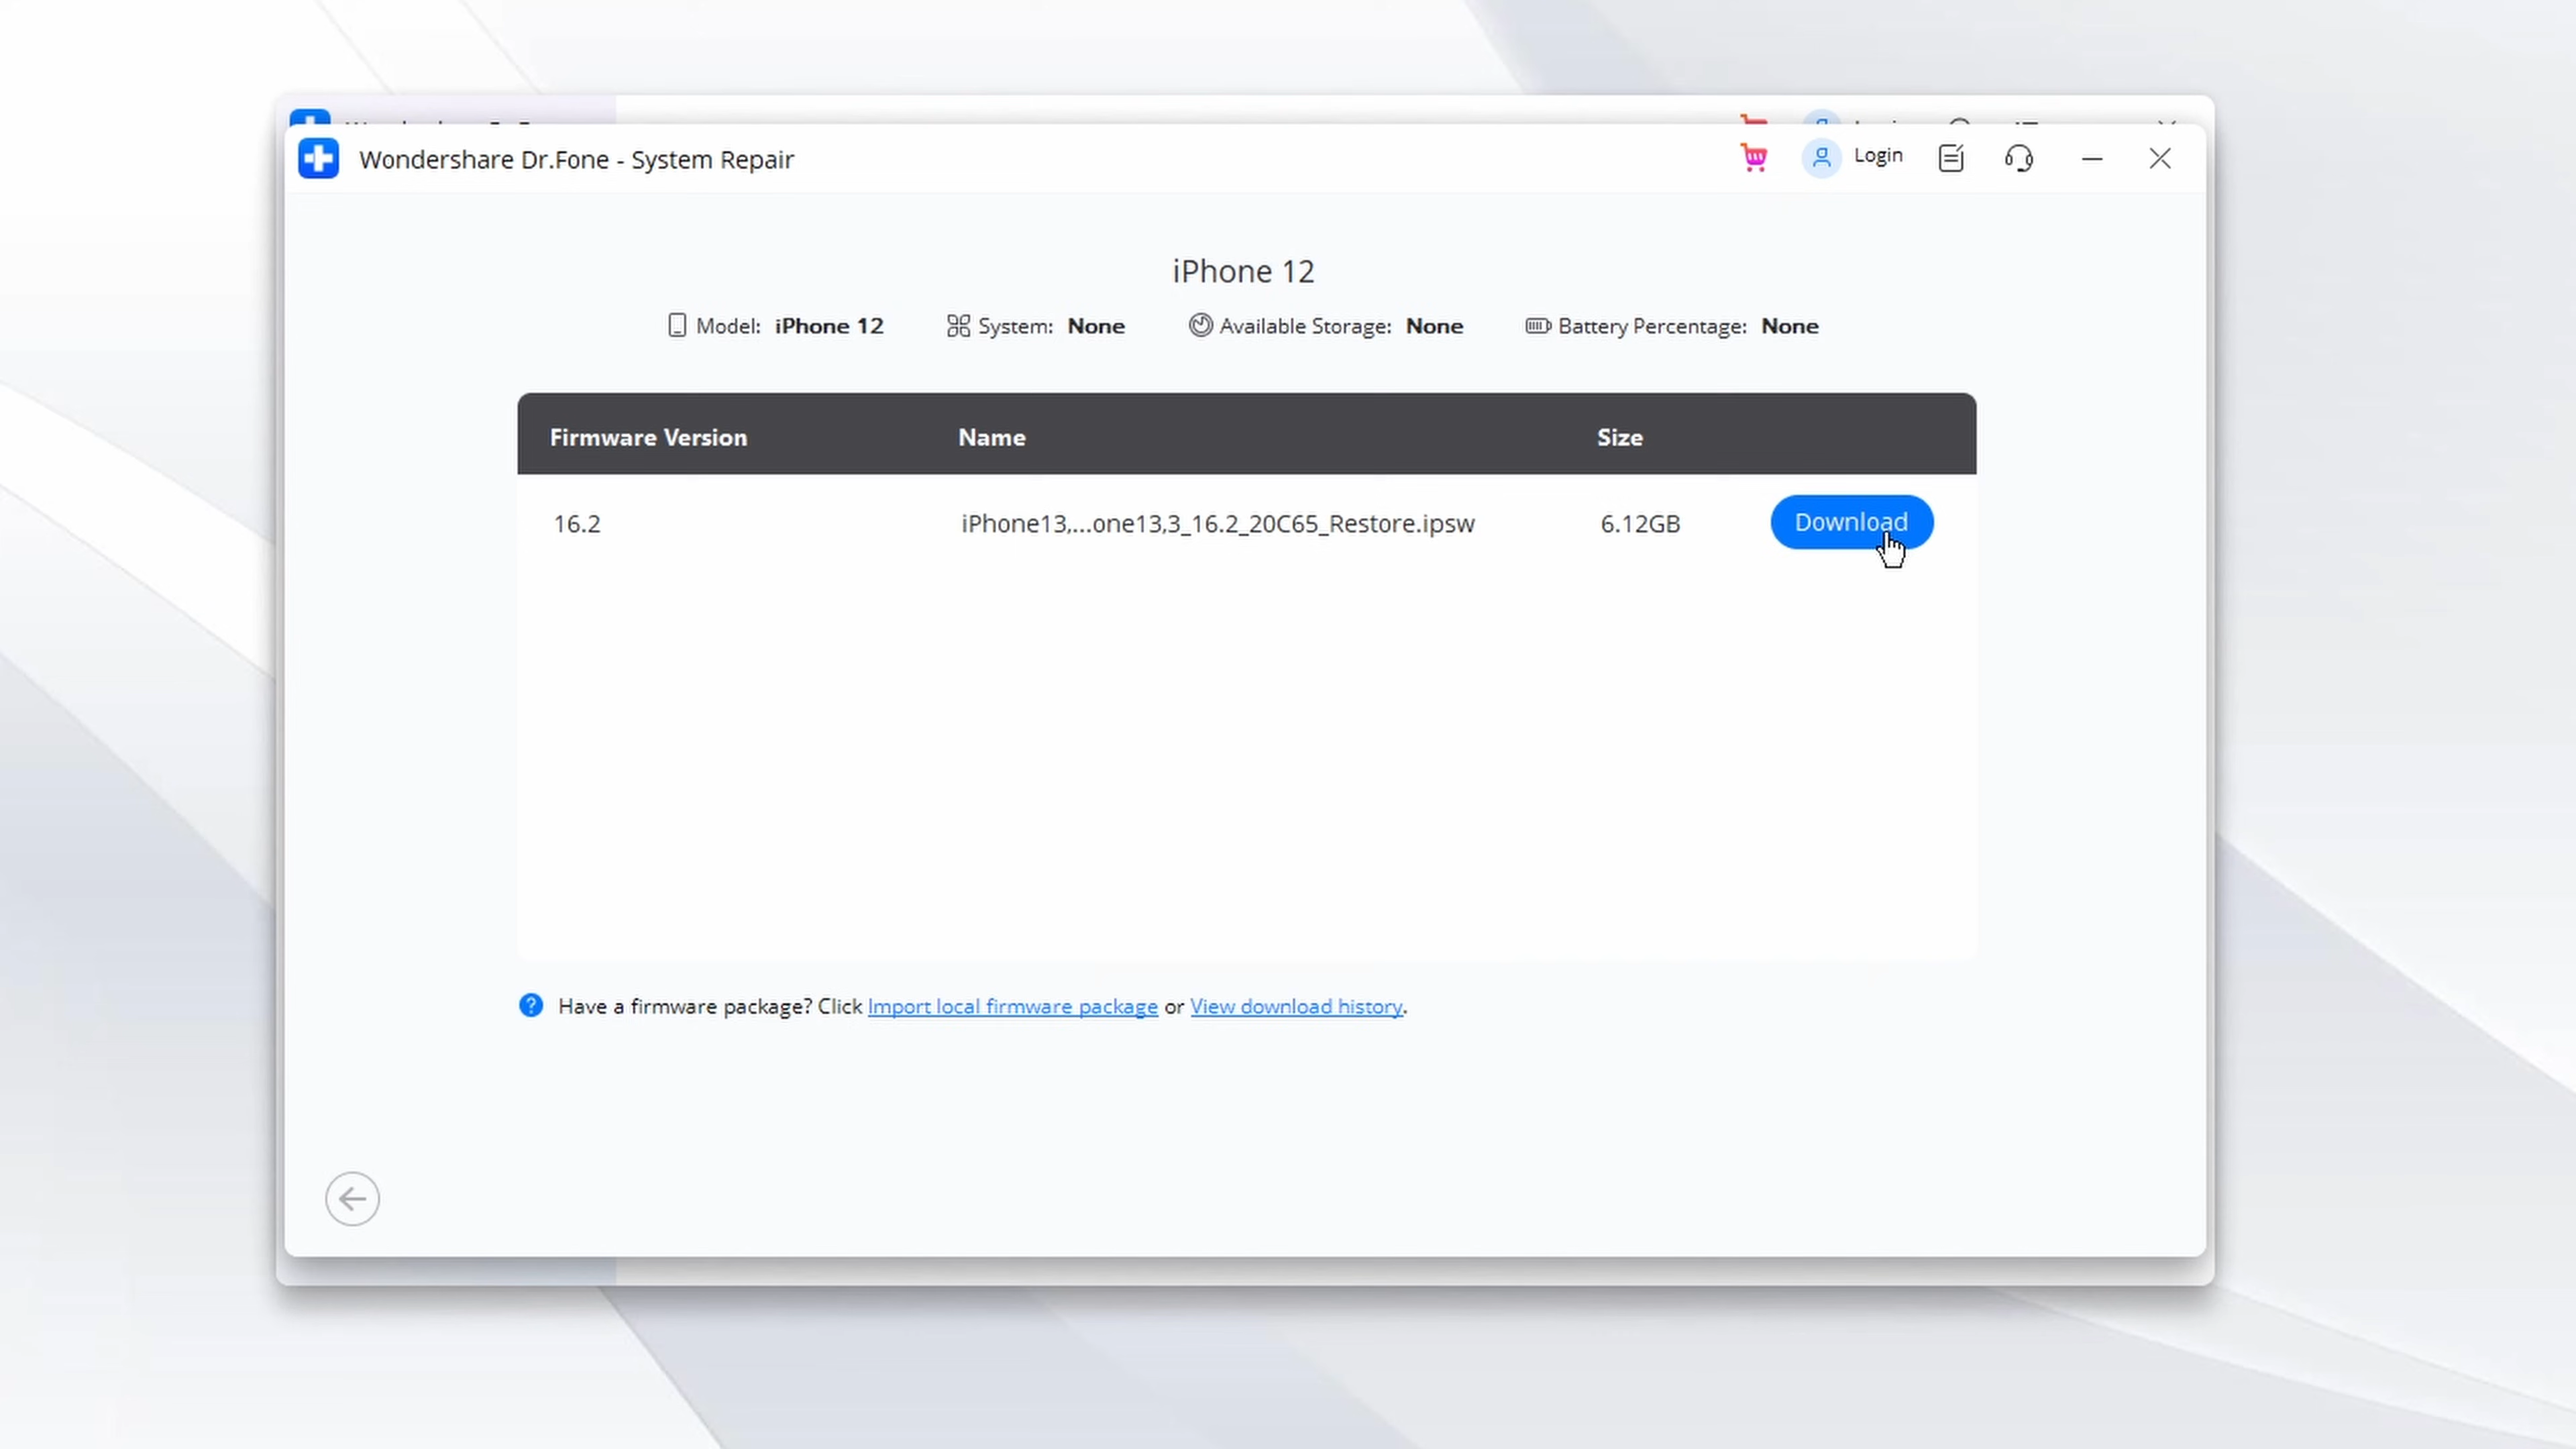 Wondershare Dr.Fone - System Repair
Login
iPhone 12
Model: iPhone 12 System: None Available Storage: None Battery Percentage: None
Firmware Version Name Size
16.2 iPhone13,...one13,3_16.2_20C65_Restore.ipsw 6.12GB Download
? Have a firmware package? Click Import local firmware package or View download history.